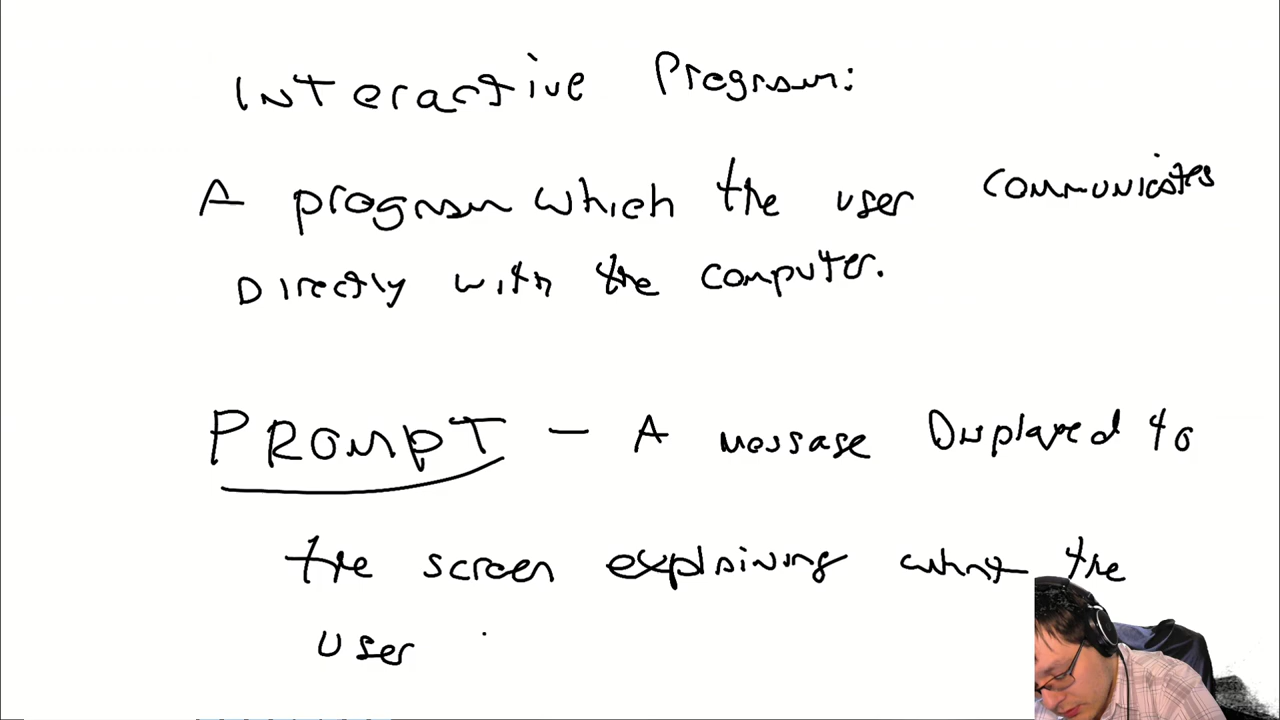 Interactive Program:
A program which the user communicates
Directly with the computer.
PROMPT - A message Displayed to
the screen explaining what the
user